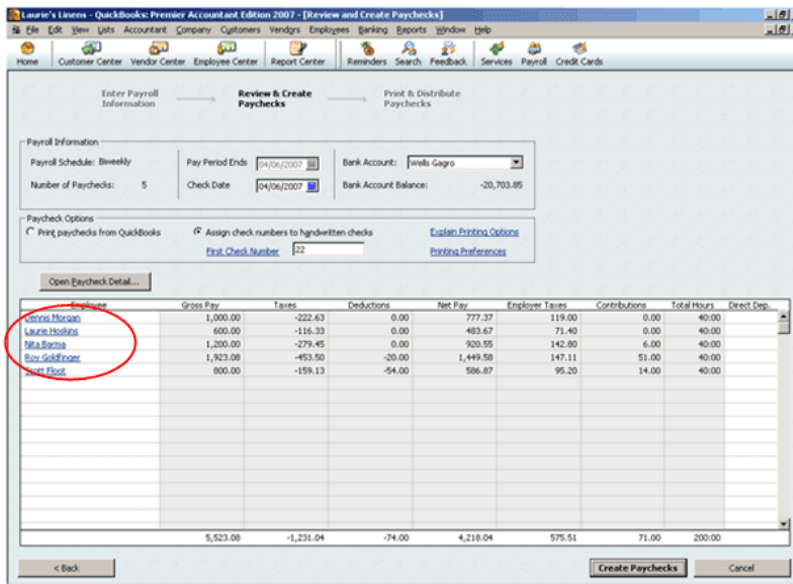 Laurie's Linens - QuickBooks: Premier Accountant Edition 2007 - [Review and Create Paychecks]
File Edit View Lists Accountant Company Customers Vendors Employees Banking Reports Window Help
Home Customer Center Vendor Center Employee Center Report Center Reminders Search Feedback Services Payroll Credit Cards
Enter Payroll Information
Review & Create Paychecks
Print & Distribute Paychecks
Payroll Information
Payroll Schedule: Biweekly Pay Period Ends 04/06/2007 Bank Account: Wells Gagro
Number of Paychecks: 5 Check Date 04/06/2007 Bank Account Balance: -20,703.85
Paycheck Options
Print paychecks from QuickBooks Assign check numbers to handwritten checks Explain Printing Options
First Check Number 22 Printing Preferences
Open Paycheck Detail...
Employee Gross Pay Taxes Deductions Net Pay Employer Taxes Contributions Total Hours Direct Dep.
Dennis Morgan 1,000.00 -222.63 0.00 777.37 119.00 0.00 40:00
Laurie Hoskins 600.00 -116.33 0.00 483.67 71.40 0.00 40:00
Nita Barma 1,200.00 -279.45 0.00 920.55 142.80 6.00 40:00
Roy Goldfinger 1,923.08 -453.50 -20.00 1,449.58 147.11 51.00 40:00
Scott Floot 800.00 -159.13 -54.00 586.87 95.20 14.00 40:00
5,523.08 -1,231.04 -74.00 4,218.04 575.51 71.00 200:00
< Back Create Paychecks Cancel